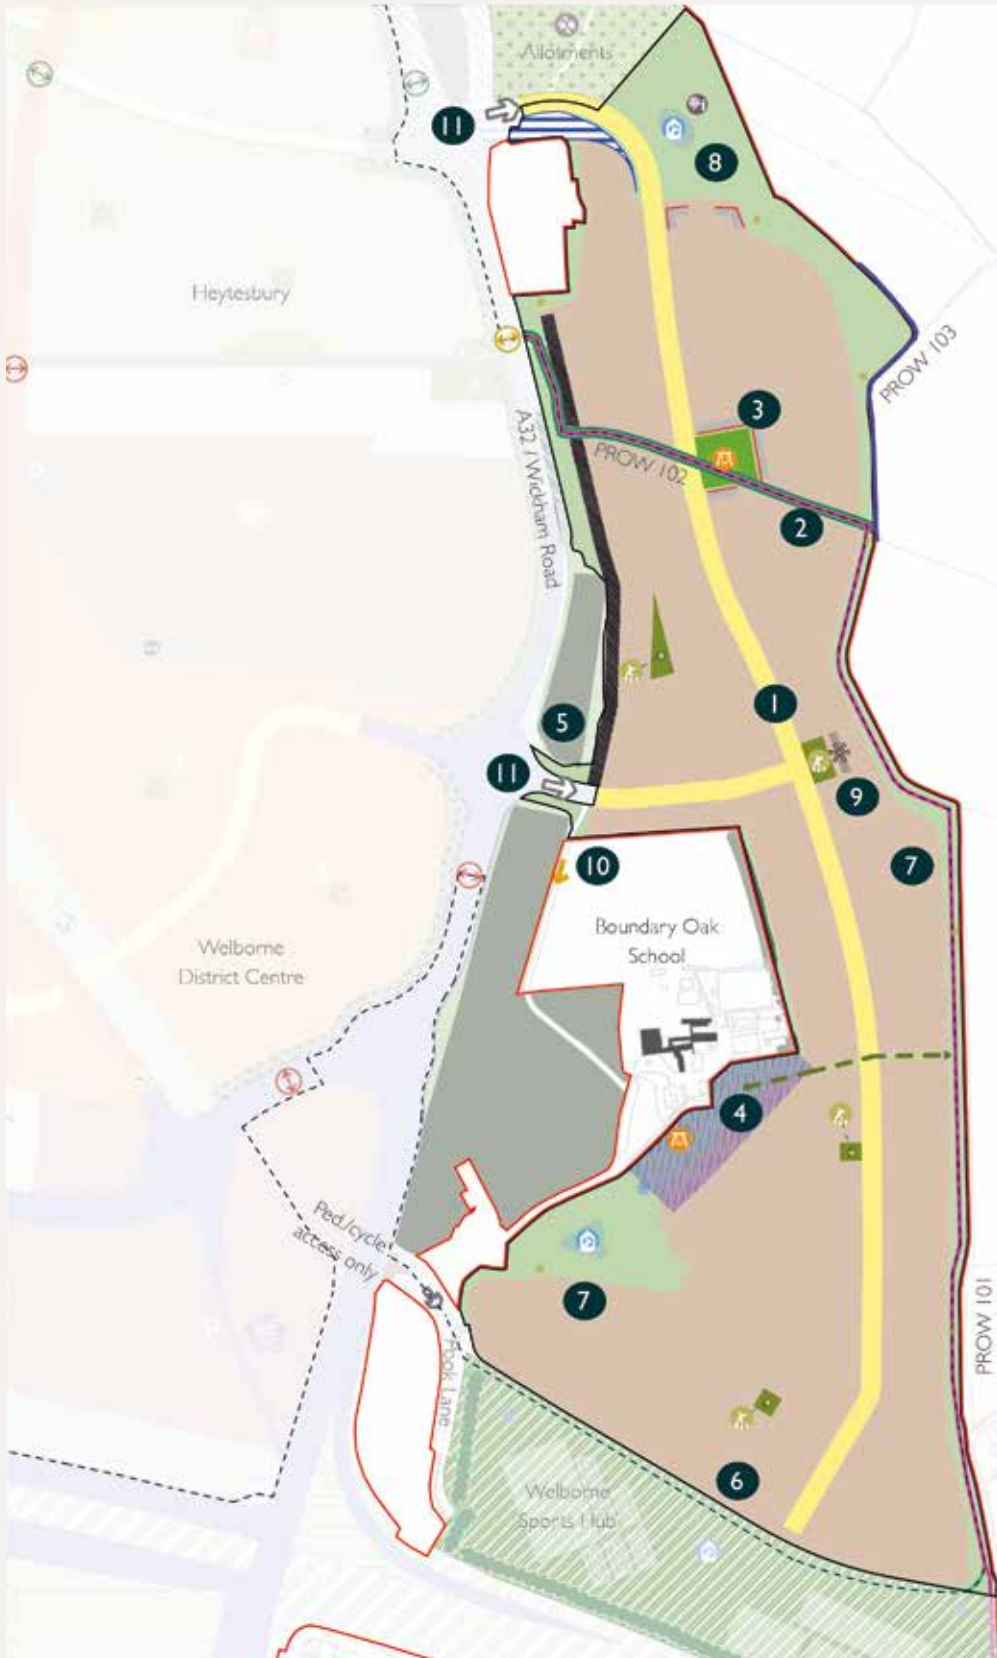 Allotments
11
8
Heytesbury
PROW 103
3
A32 / Wickham Road
PROW 102
2
1
5
11
9
10
7
Boundary Oak
School
Welborne
District Centre
4
Ped./cycle
access only
7
PROW 101
Pook Lane
6
Welborne
Sports Hub